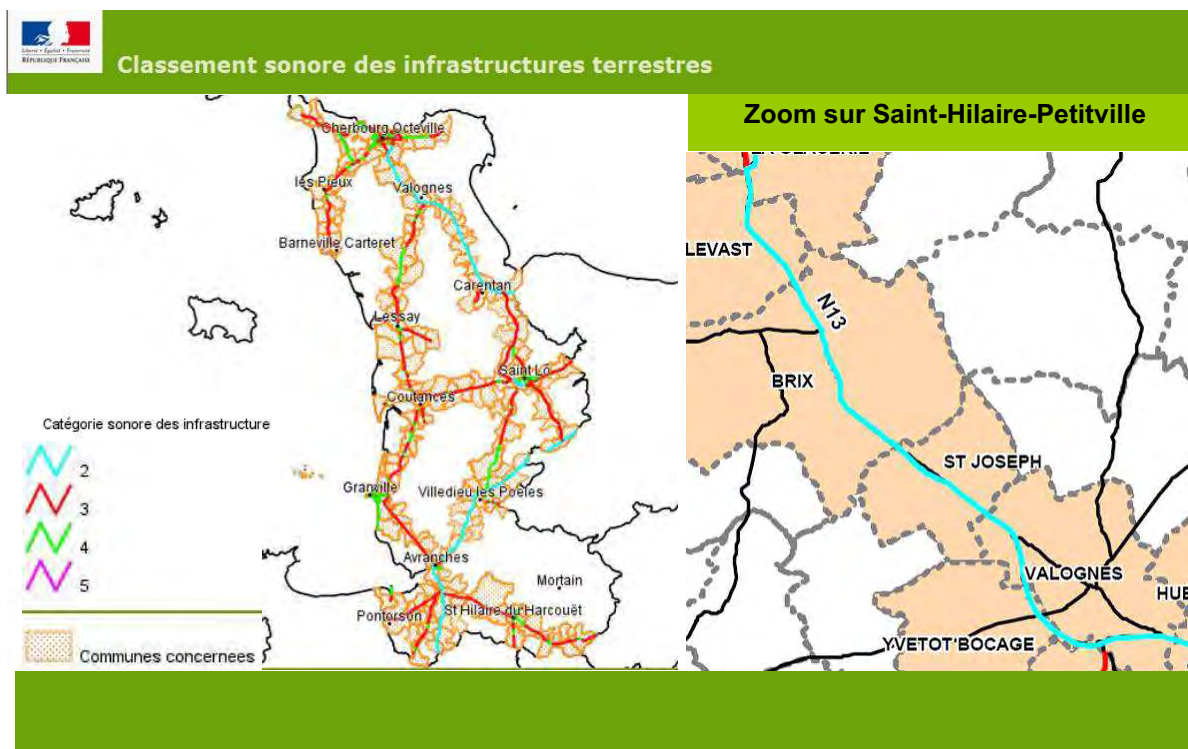 Liberté • Égalité • Fraternité
RÉPUBLIQUE FRANÇAISE
Classement sonore des infrastructures terrestres
Zoom sur Saint-Hilaire-Petitville
Cherbourg Octeville
les Pieux
Valognes
Barneville Carteret
Carentan
Lessay
Saint Lô
Coutances
Granville
Villedieu les Poeles
Avranches
Mortain
Pontorson
St Hilaire du Harcouët
Catégorie sonore des infrastructure
2
3
4
5
Communes concernees
LEVAST
N13
BRIX
ST JOSEPH
VALOGNES
HUE
YVETOT BOCAGE